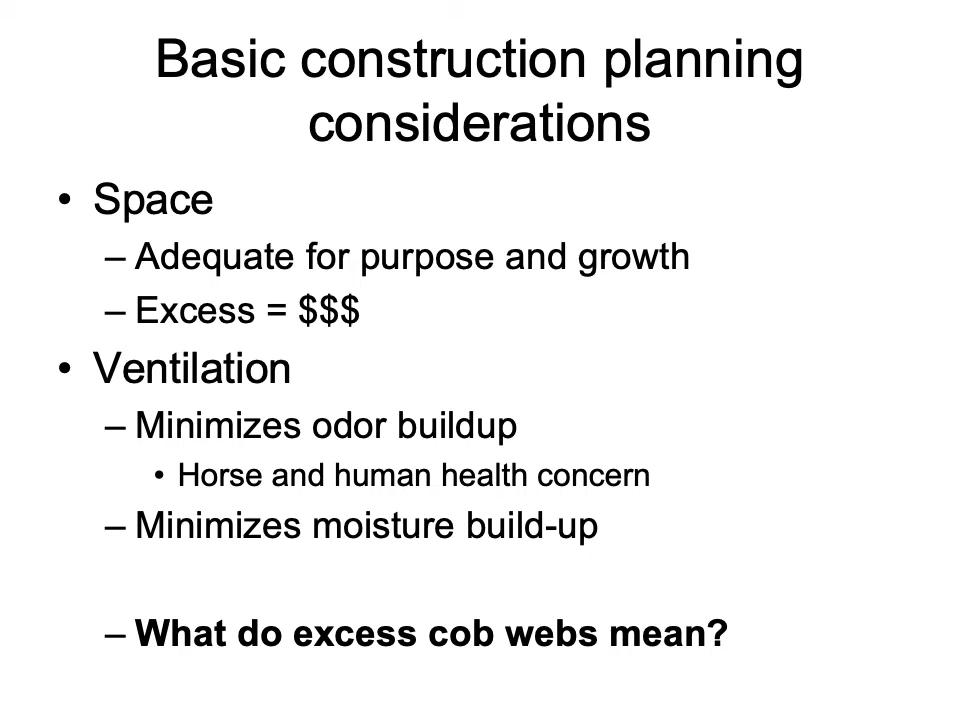 Basic construction planning
considerations
• Space
– Adequate for purpose and growth
– Excess = $$$
• Ventilation
– Minimizes odor buildup
• Horse and human health concern
– Minimizes moisture build-up
– What do excess cob webs mean?